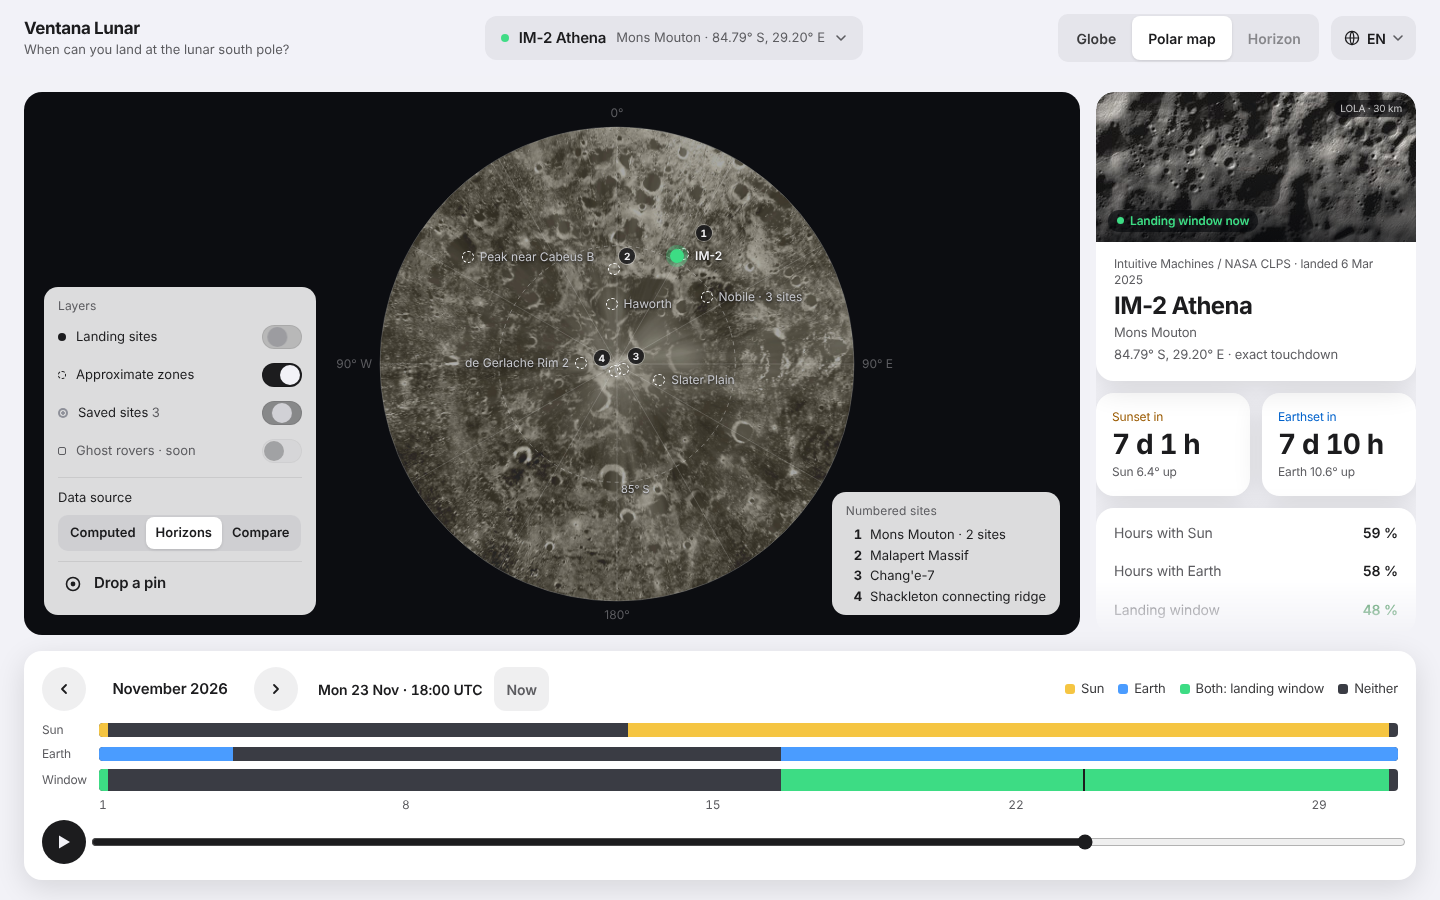 Ventana Lunar
When can you land at the lunar south pole?
IM-2 Athena Mons Mouton · 84.79° S, 29.20° E
Globe Polar map Horizon
EN
0°
90° W
90° E
180°
85° S
1
IM-2
2
Peak near Cabeus B
Haworth
Nobile · 3 sites
de Gerlache Rim 2
4
3
Slater Plain
Layers
Landing sites
Approximate zones
Saved sites 3
Ghost rovers · soon
Data source
Computed Horizons Compare
Drop a pin
Numbered sites
1 Mons Mouton · 2 sites
2 Malapert Massif
3 Chang'e-7
4 Shackleton connecting ridge
LOLA · 30 km
Landing window now
Intuitive Machines / NASA CLPS · landed 6 Mar
2025
IM-2 Athena
Mons Mouton
84.79° S, 29.20° E · exact touchdown
Sunset in
7 d 1 h
Sun 6.4° up
Earthset in
7 d 10 h
Earth 10.6° up
Hours with Sun 59 %
Hours with Earth 58 %
Landing window 48 %
November 2026
Mon 23 Nov · 18:00 UTC
Now
Sun Earth Both: landing window Neither
Sun
Earth
Window
1 8 15 22 29